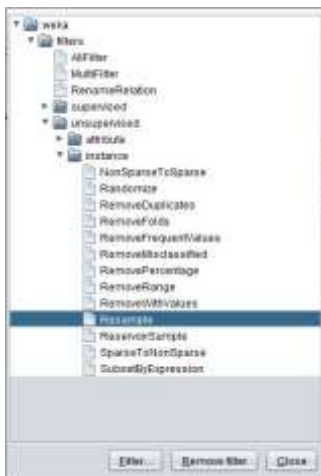 weka
filters
AllFilter
MultiFilter
RenameRelation
supervised
unsupervised
attribute
instance
NonSparseToSparse
Randomize
RemoveDuplicates
RemoveFolds
RemoveFrequentValues
RemoveMisclassified
RemovePercentage
RemoveRange
RemoveWithValues
Resample
ReservoirSample
SparseToNonSparse
SubsetByExpression
Filter... Remove filter Close